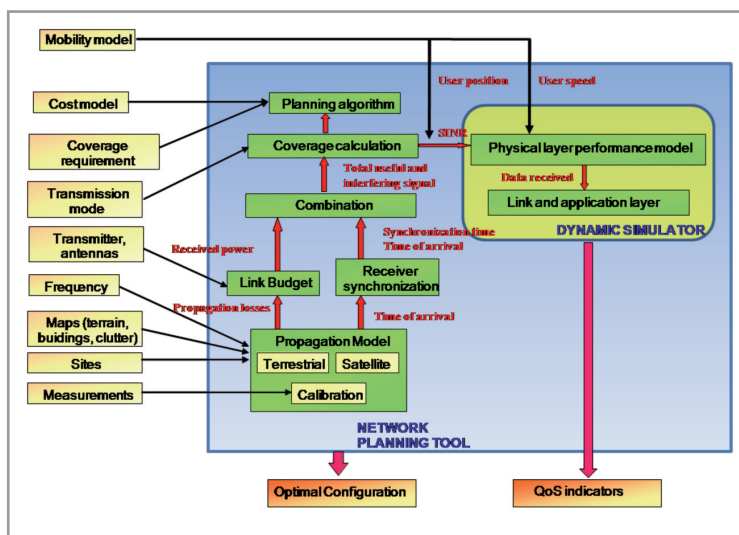 Mobility model
User position
User speed
Cost model
Planning algorithm
Coverage
requirement
Coverage calculation
SINR
Physical layer performance model
Total useful and
interfering signal
Data received
Transmission
mode
Combination
Link and application layer
Transmitter,
antennas
Received power
Synchronization time
Time of arrival
DYNAMIC SIMULATOR
Frequency
Link Budget
Receiver
synchronization
Propagation losses
Time of arrival
Maps (terrain,
buidings, clutter)
Propagation Model
Terrestrial
Satellite
Sites
Measurements
Calibration
NETWORK
PLANNING TOOL
Optimal Configuration
QoS indicators